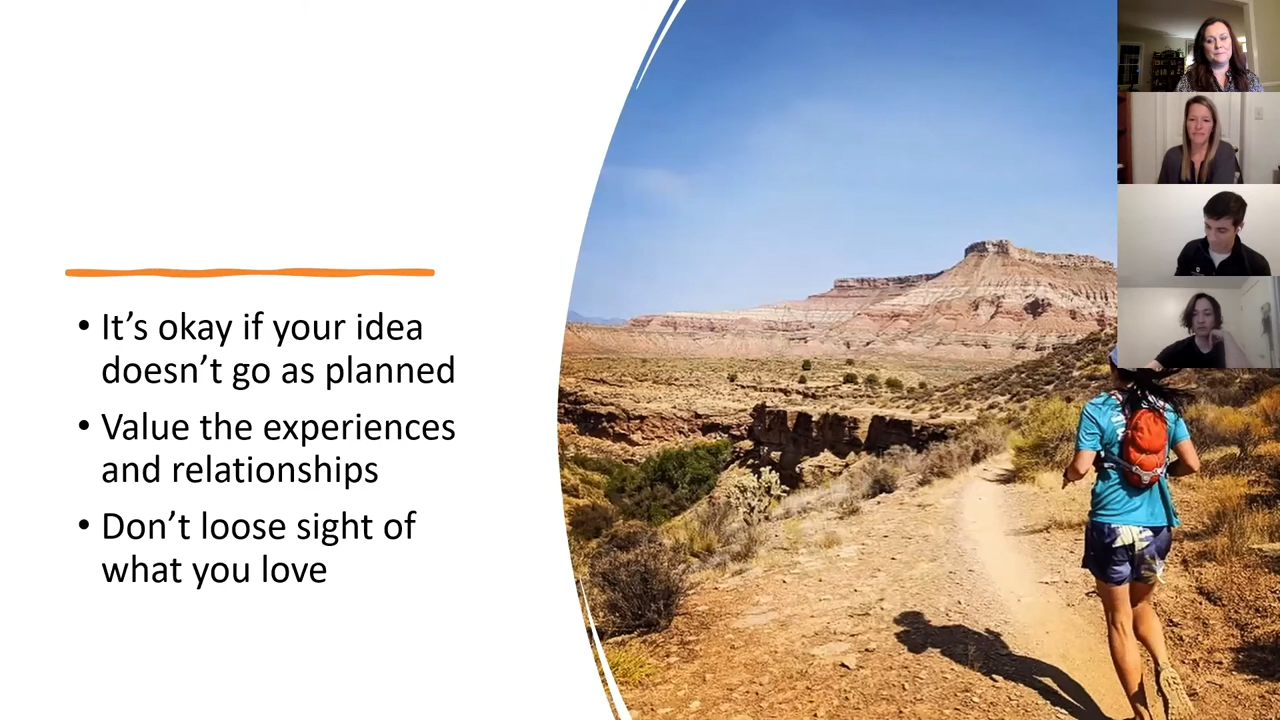 • It’s okay if your idea
doesn’t go as planned
• Value the experiences
and relationships
• Don’t loose sight of
what you love